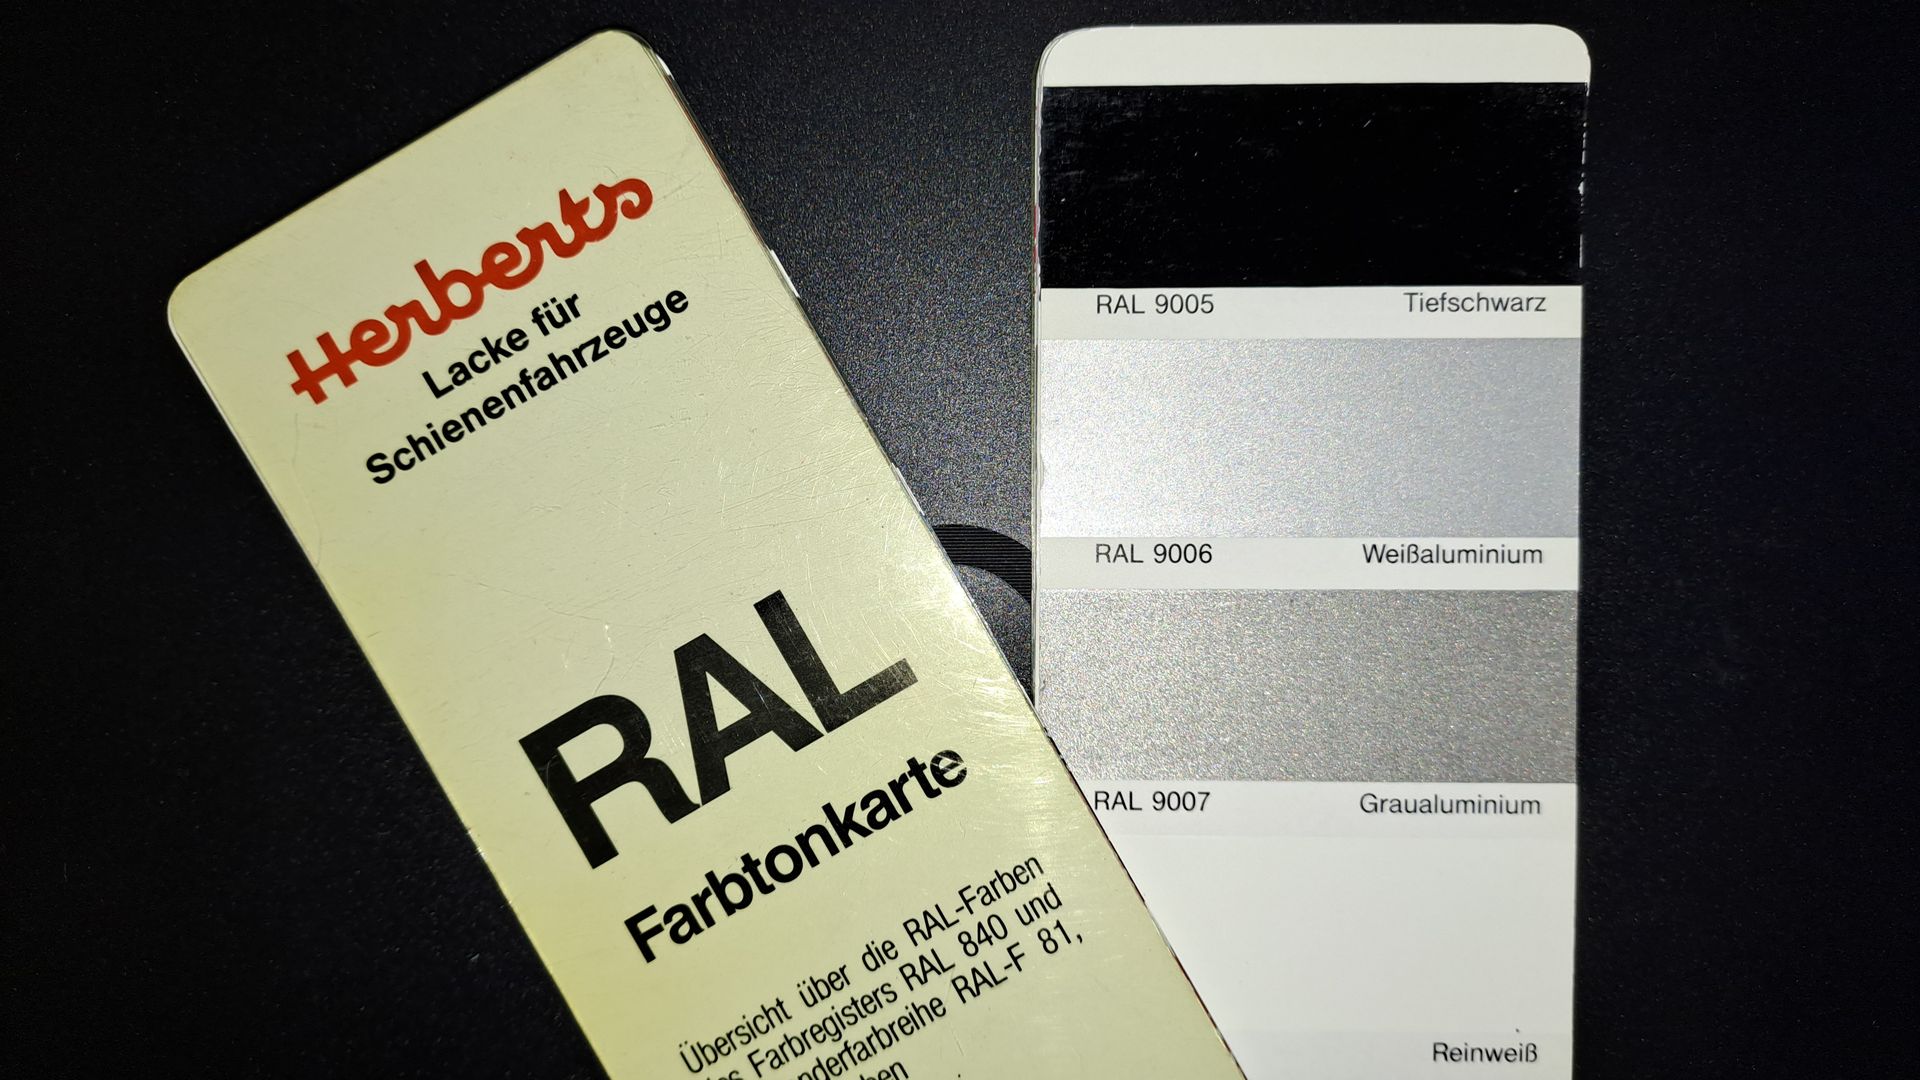 Herberts
Lacke für
Schienenfahrzeuge
RAL
Farbtonkarte
Übersicht über die RAL-Farben
Farbregisters RAL 840 und
RAL-F 81,
RAL 9005 Tiefschwarz
RAL 9006 Weißaluminium
RAL 9007 Graualuminium
Reinweiß